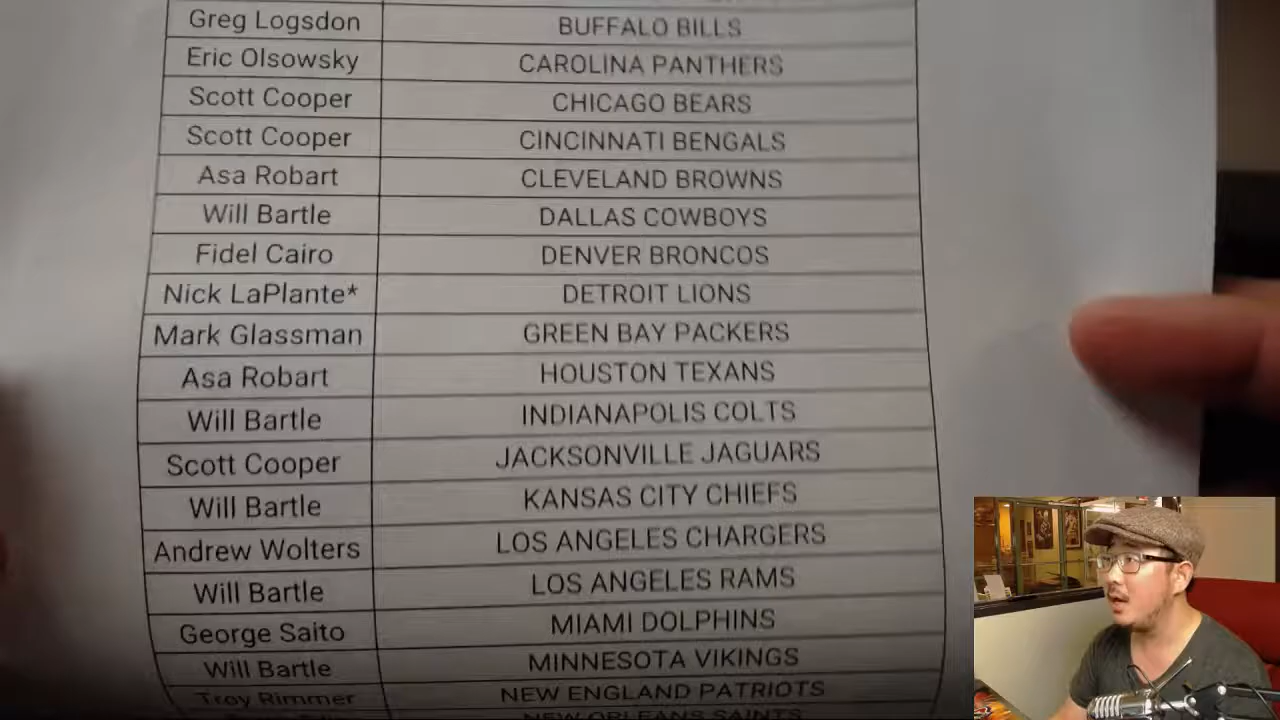 Greg Logsdon BUFFALO BILLS
Eric Olsowsky CAROLINA PANTHERS
Scott Cooper CHICAGO BEARS
Scott Cooper CINCINNATI BENGALS
Asa Robart CLEVELAND BROWNS
Will Bartle DALLAS COWBOYS
Fidel Cairo DENVER BRONCOS
Nick LaPlante* DETROIT LIONS
Mark Glassman GREEN BAY PACKERS
Asa Robart HOUSTON TEXANS
Will Bartle INDIANAPOLIS COLTS
Scott Cooper JACKSONVILLE JAGUARS
Will Bartle KANSAS CITY CHIEFS
Andrew Wolters LOS ANGELES CHARGERS
Will Bartle LOS ANGELES RAMS
George Saito MIAMI DOLPHINS
Will Bartle MINNESOTA VIKINGS
Troy Rimmer NEW ENGLAND PATRIOTS
NEW ORLEANS SAINTS